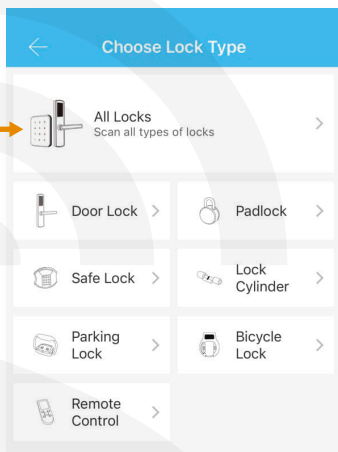 Choose Lock Type
All Locks
Scan all types of locks
Door Lock
Padlock
Safe Lock
Lock
Cylinder
Parking
Lock
Bicycle
Lock
Remote
Control